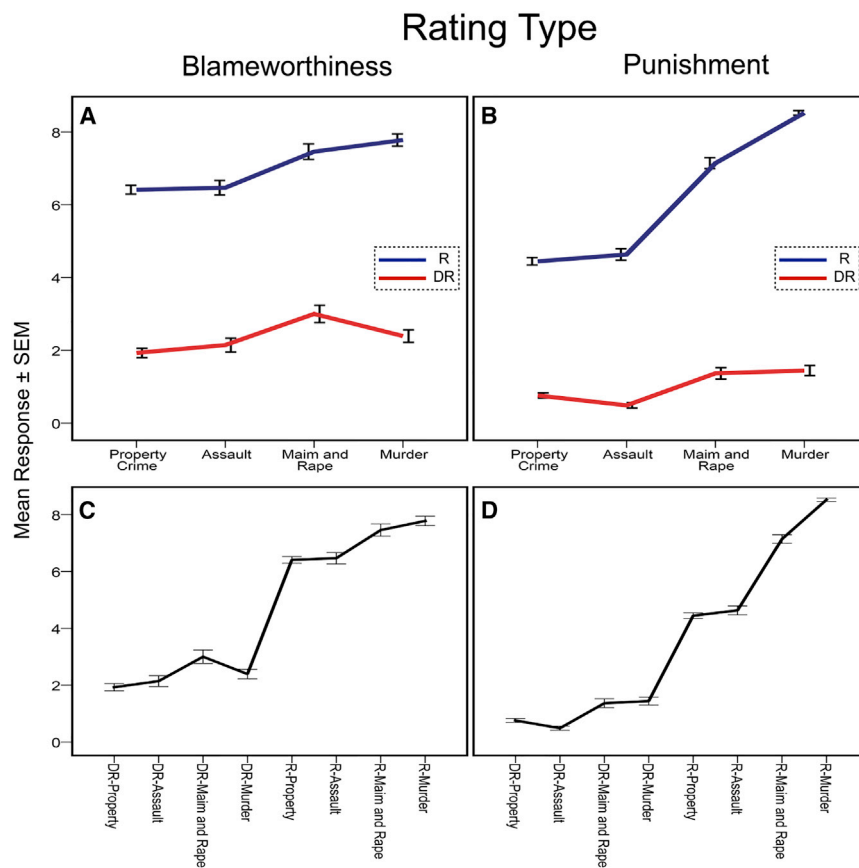 Rating Type
Blameworthiness
Punishment
Mean Response ± SEM
A
8
6
4
2
0
R
DR
Property Crime
Assault
Maim and Rape
Murder
B
R
DR
Property Crime
Assault
Maim and Rape
Murder
C
8
6
4
2
0
DR-Property
DR-Assault
DR-Maim and Rape
DR-Murder
R-Property
R-Assault
R-Maim and Rape
R-Murder
D
DR-Property
DR-Assault
DR-Maim and Rape
DR-Murder
R-Property
R-Assault
R-Maim and Rape
R-Murder